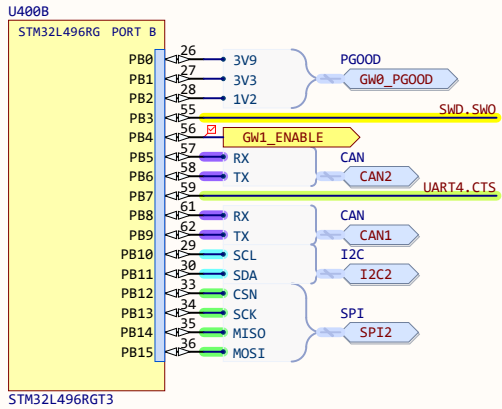 U400B
STM32L496RG PORT B
PB0 26 3V9 PGOOD
PB1 27 3V3 GW0_PGOOD
PB2 28 1V2
PB3 55 SWD.SWO
PB4 56 GW1_ENABLE
PB5 57 RX CAN
PB6 58 TX CAN2
PB7 59 UART4.CTS
PB8 61 RX CAN
PB9 62 TX CAN1
PB10 29 SCL I2C
PB11 30 SDA I2C2
PB12 33 CSN
PB13 34 SCK SPI
PB14 35 MISO SPI2
PB15 36 MOSI
STM32L496RGT3